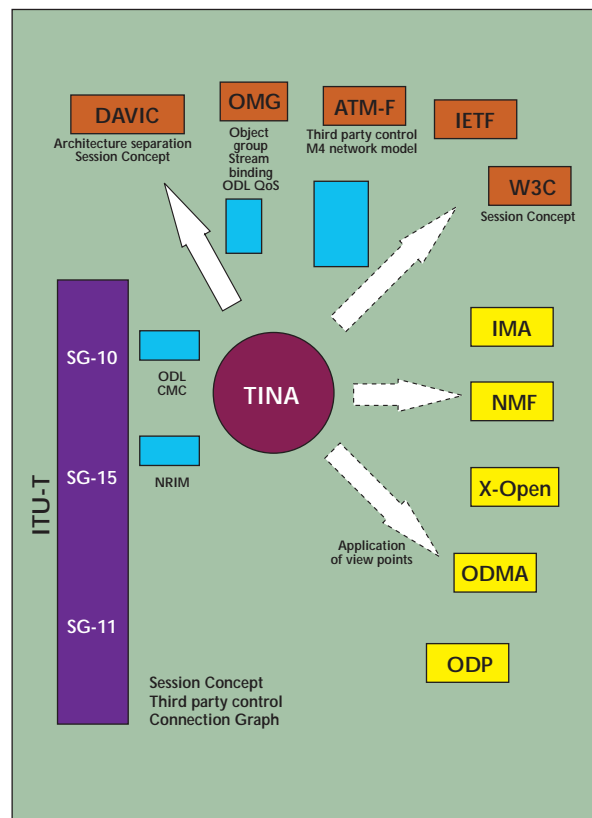 DAVIC
Architecture separation
Session Concept
OMG
Object
group
Stream
binding
ODL QoS
ATM-F
Third party control
M4 network model
IETF
W3C
Session Concept
ITU-T
SG-10
SG-15
SG-11
ODL
CMC
NRIM
TINA
IMA
NMF
X-Open
Application
of view points
ODMA
ODP
Session Concept
Third party control
Connection Graph